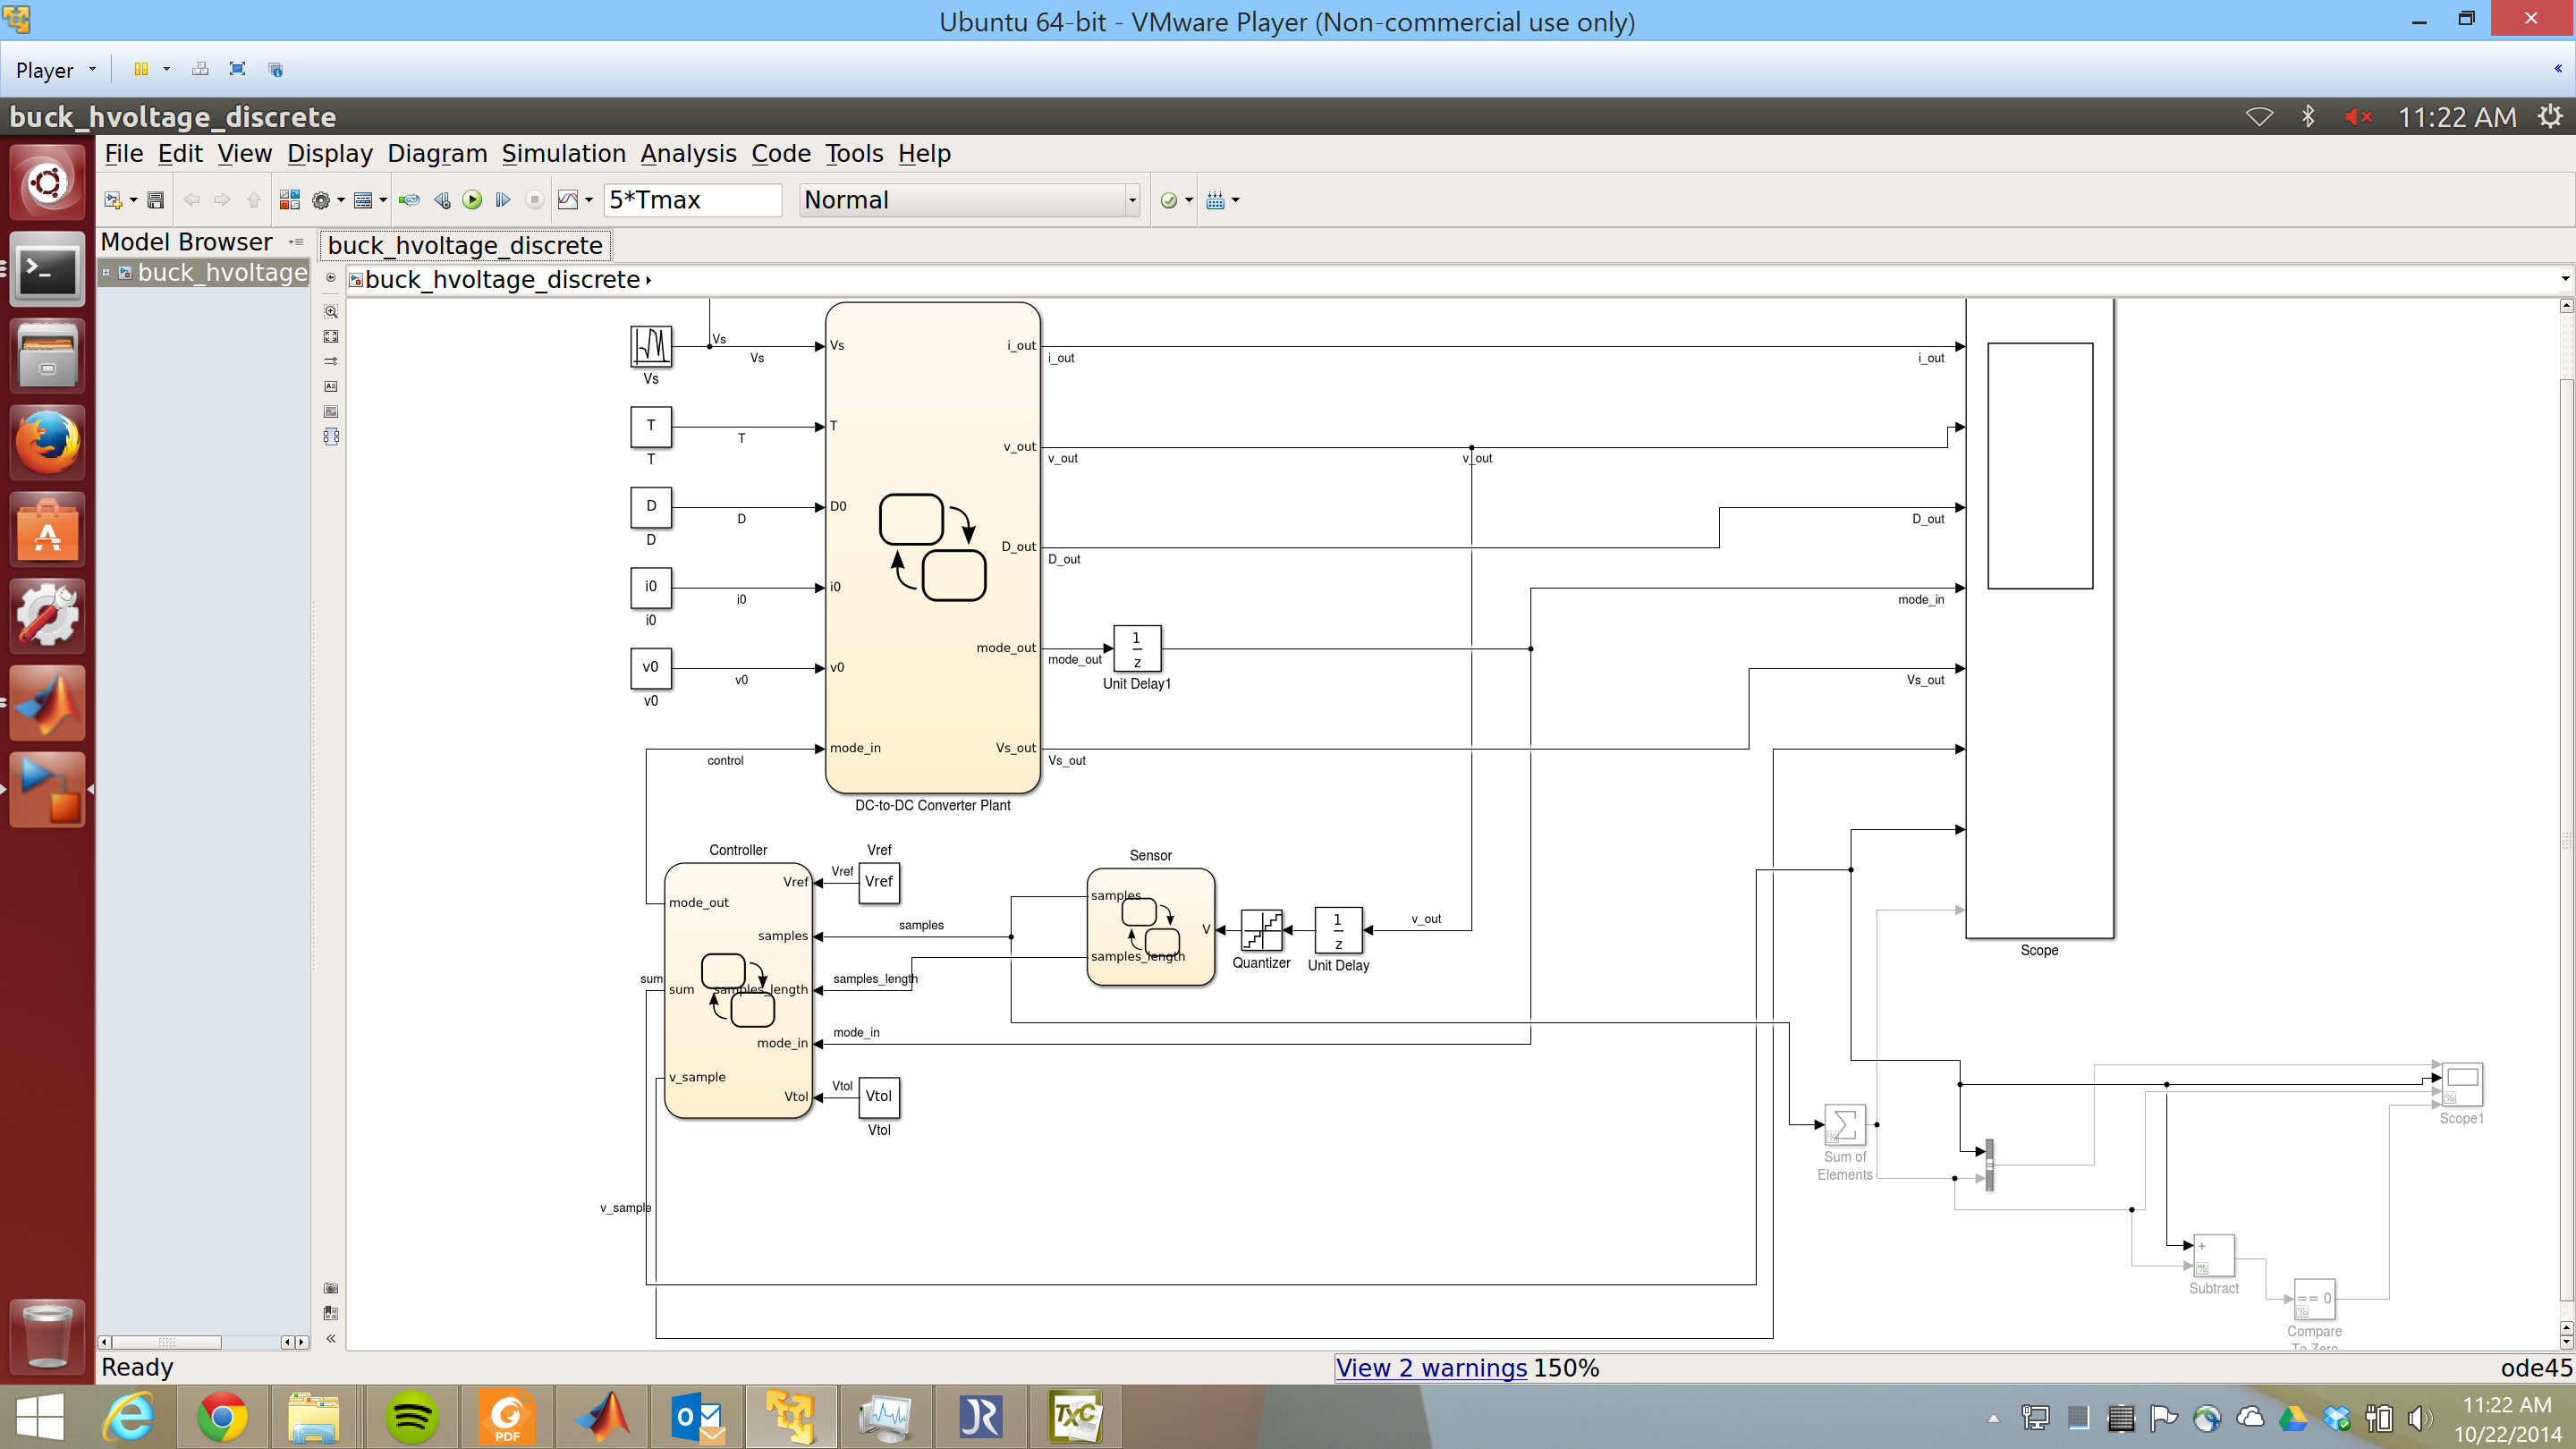 Ubuntu 64-bit - VMware Player (Non-commercial use only)
Player
«
buck_hvoltage_discrete
11:22 AM
File Edit View Display Diagram Simulation Analysis Code Tools Help
5*Tmax
Normal
Model Browser
buck_hvoltage_discrete
buck_hvoltage
buck_hvoltage_discrete
Vs
Vs
Vs
Vs
i_out
i_out
i_out
T
T
T
T
v_out
v_out
v_out
D
D
D
D0
D_out
D_out
D_out
i0
i0
i0
i0
mode_in
v0
v0
v0
v0
mode_out
mode_out
1
z
Unit Delay1
Vs_out
control
mode_in
Vs_out
Vs_out
DC-to-DC Converter Plant
Controller
Vref
Vref
Vref
Vref
mode_out
samples
samples
Sensor
samples
V
samples_length
Quantizer
1
z
Unit Delay
v_out
Scope
sum
sum
samples_length
samples_length
mode_in
mode_in
v_sample
Vtol
Vtol
Vtol
Vtol
v_sample
Sum of
Elements
Scope1
+
Subtract
== 0
Compare
To Zero
Ready
View 2 warnings
150%
ode45
PDF
TXC
JR
11:22 AM
10/22/2014